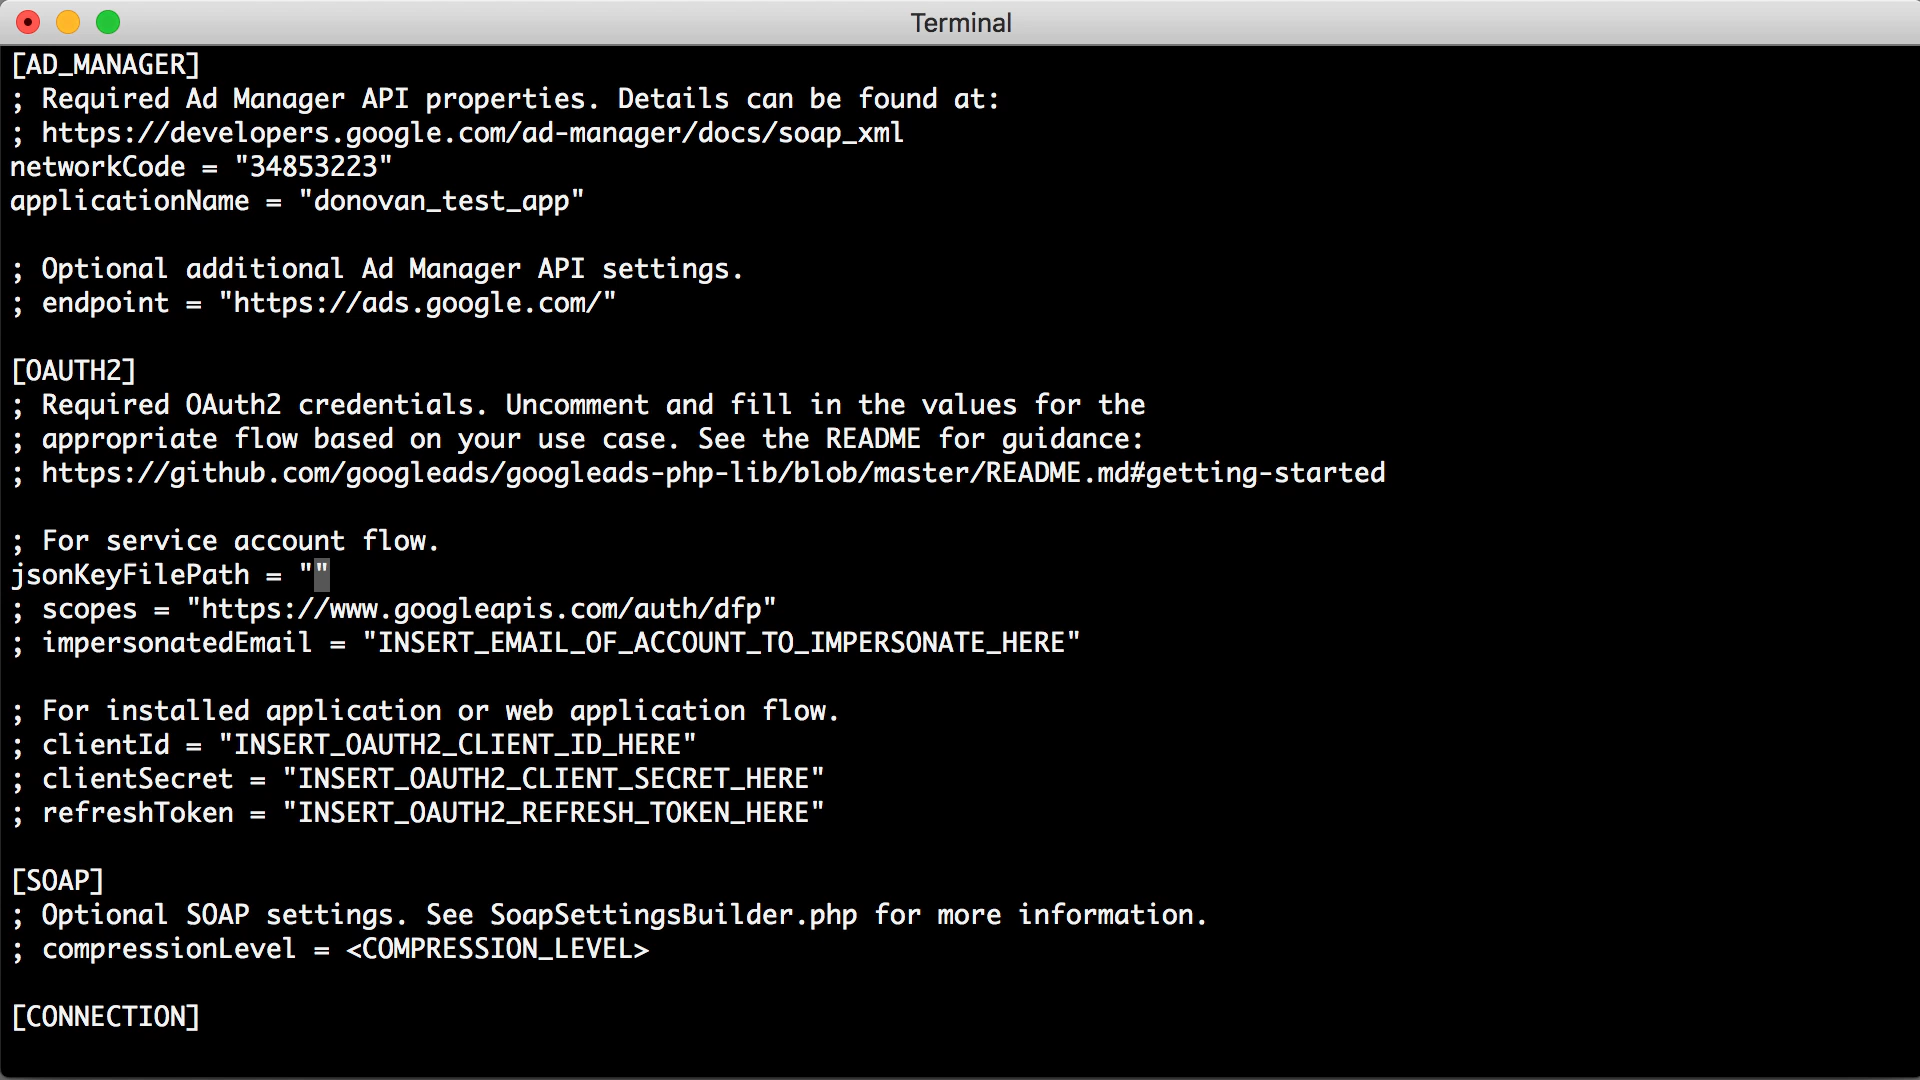 Terminal
[AD_MANAGER]
; Required Ad Manager API properties. Details can be found at:
; https://developers.google.com/ad-manager/docs/soap_xml
networkCode = "34853223"
applicationName = "donovan_test_app"
; Optional additional Ad Manager API settings.
; endpoint = "https://ads.google.com/"
[OAUTH2]
; Required OAuth2 credentials. Uncomment and fill in the values for the
; appropriate flow based on your use case. See the README for guidance:
; https://github.com/googleads/googleads-php-lib/blob/master/README.md#getting-started
; For service account flow.
jsonKeyFilePath = ""
; scopes = "https://www.googleapis.com/auth/dfp"
; impersonatedEmail = "INSERT_EMAIL_OF_ACCOUNT_TO_IMPERSONATE_HERE"
; For installed application or web application flow.
; clientId = "INSERT_OAUTH2_CLIENT_ID_HERE"
; clientSecret = "INSERT_OAUTH2_CLIENT_SECRET_HERE"
; refreshToken = "INSERT_OAUTH2_REFRESH_TOKEN_HERE"
[SOAP]
; Optional SOAP settings. See SoapSettingsBuilder.php for more information.
; compressionLevel = <COMPRESSION_LEVEL>
[CONNECTION]